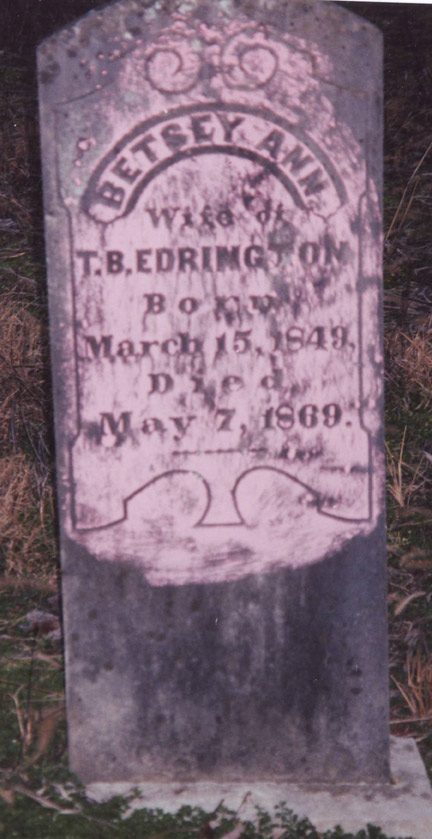 BETSEY ANN
Wife of
T.B. EDRINGTON
Born
March 15, 1849,
Died
May 7, 1869.